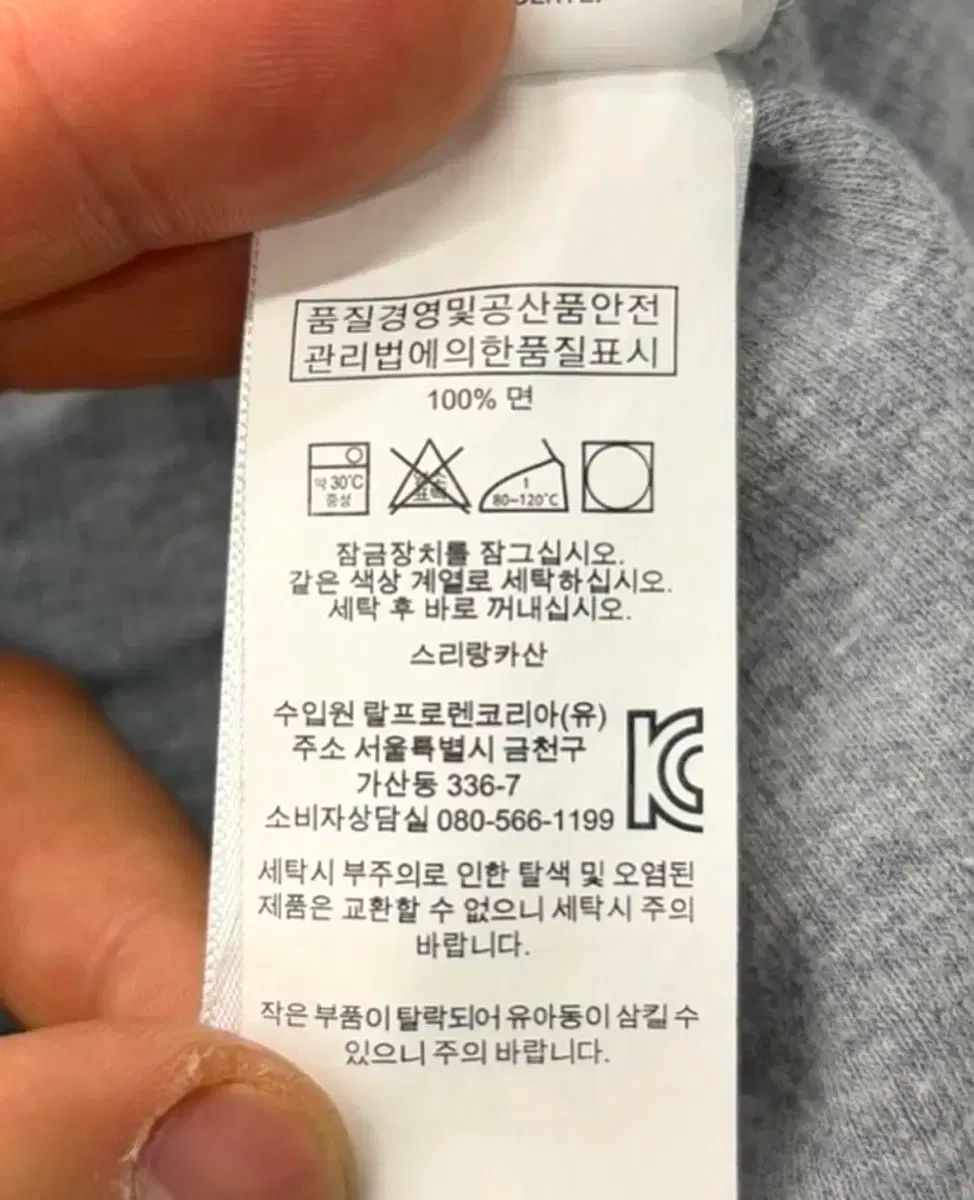 품질경영및공산품안전
관리법에의한품질표시
100% 면
약 30℃
중성
1
80~120℃
잠금장치를 잠그십시오.
같은 색상 계열로 세탁하십시오.
세탁 후 바로 꺼내십시오.
스리랑카산
수입원 랄프로렌코리아(유)
주소 서울특별시 금천구
가산동 336-7
소비자상담실 080-566-1199
세탁시 부주의로 인한 탈색 및 오염된
제품은 교환할 수 없으니 세탁시 주의
바랍니다.
작은 부품이 탈락되어 유아동이 삼킬 수
있으니 주의 바랍니다.